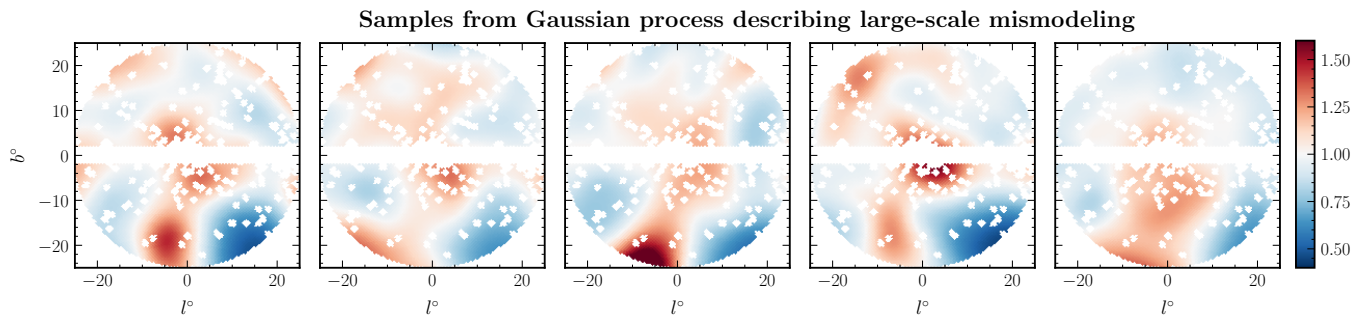 Samples from Gaussian process describing large-scale mismodeling
b°
20
10
0
−10
−20
−20 0 20
−20 0 20
−20 0 20
−20 0 20
−20 0 20
l° l° l° l° l°
1.50
1.25
1.00
0.75
0.50